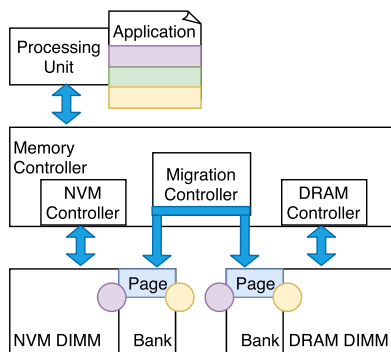 Application
Processing
Unit
Memory
Controller
NVM
Controller
Migration
Controller
DRAM
Controller
Page
Page
NVM DIMM
Bank
Bank
DRAM DIMM